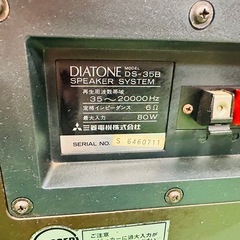 DIATONE MODEL DS-35B
SPEAKER SYSTEM
再生周波数帯域
35～20000Hz
定格インピーダンス 6Ω
最大入力 80W
三菱電機株式会社
SERIAL NO. S 6460711
ご注意